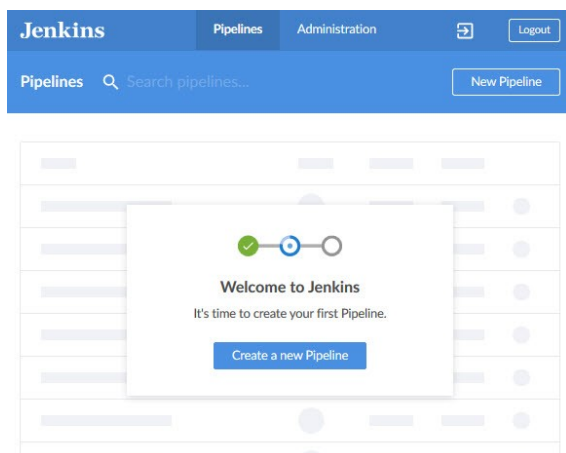 Jenkins Pipelines Administration Logout
Pipelines Search pipelines... New Pipeline
Welcome to Jenkins
It's time to create your first Pipeline.
Create a new Pipeline